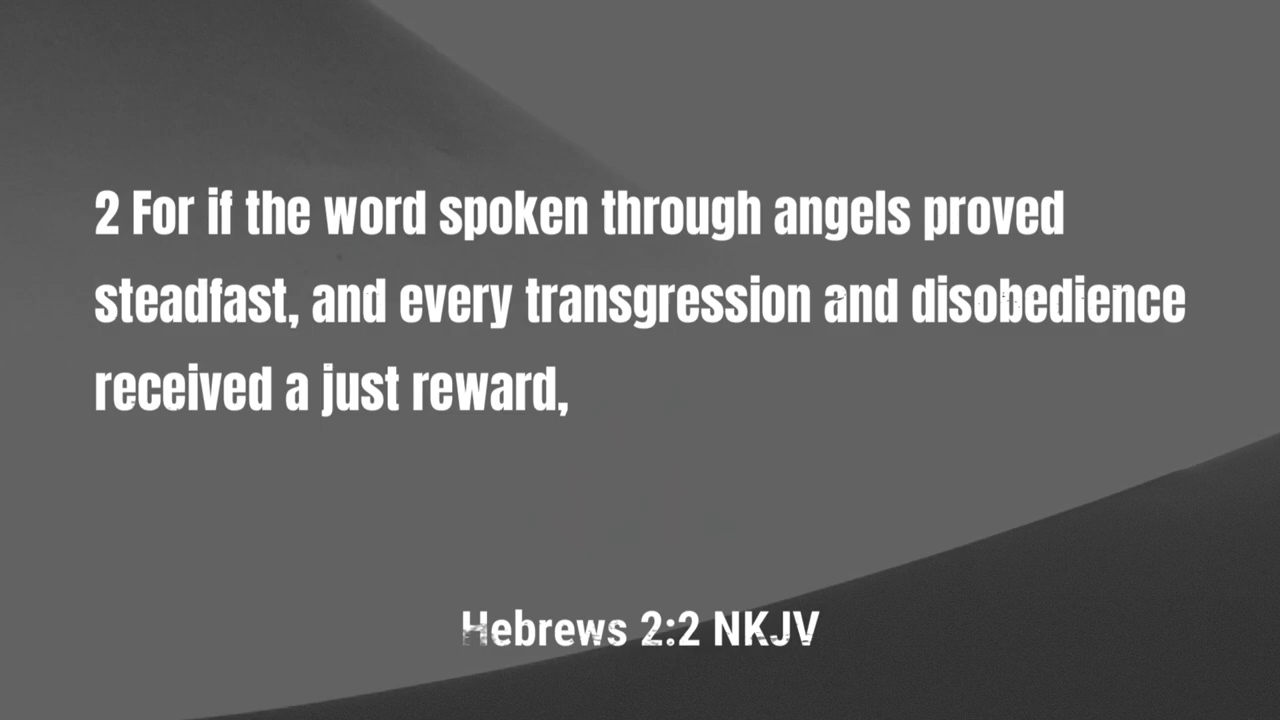 2 For if the word spoken through angels proved
steadfast, and every transgression and disobedience
received a just reward,
Hebrews 2:2 NKJV